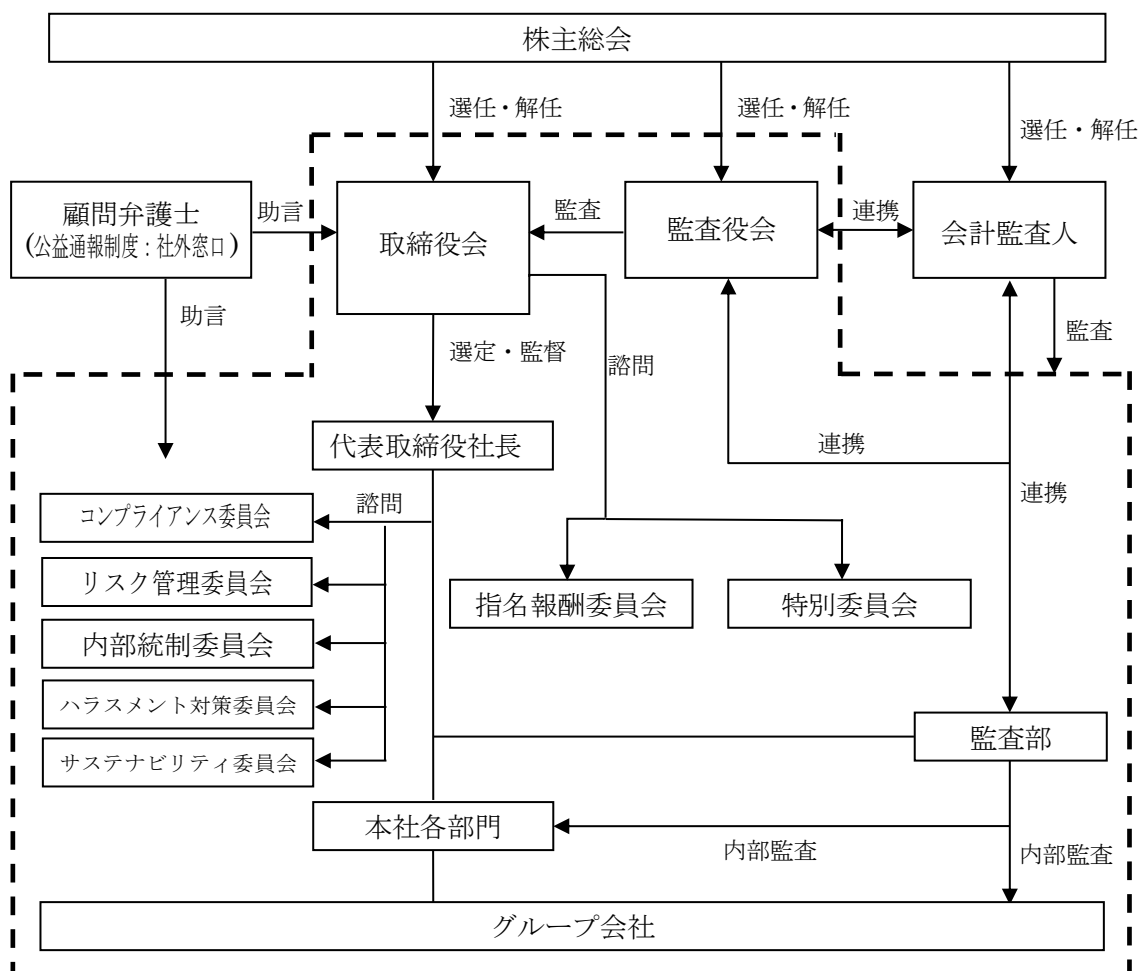 株主総会
選任・解任
選任・解任
選任・解任
顧問弁護士
(公益通報制度：社外窓口)
助言
取締役会
監査
監査役会
連携
会計監査人
助言
選定・監督
諮問
監査
代表取締役社長
連携
連携
諮問
コンプライアンス委員会
リスク管理委員会
指名報酬委員会
特別委員会
内部統制委員会
ハラスメント対策委員会
サステナビリティ委員会
監査部
本社各部門
内部監査
内部監査
グループ会社